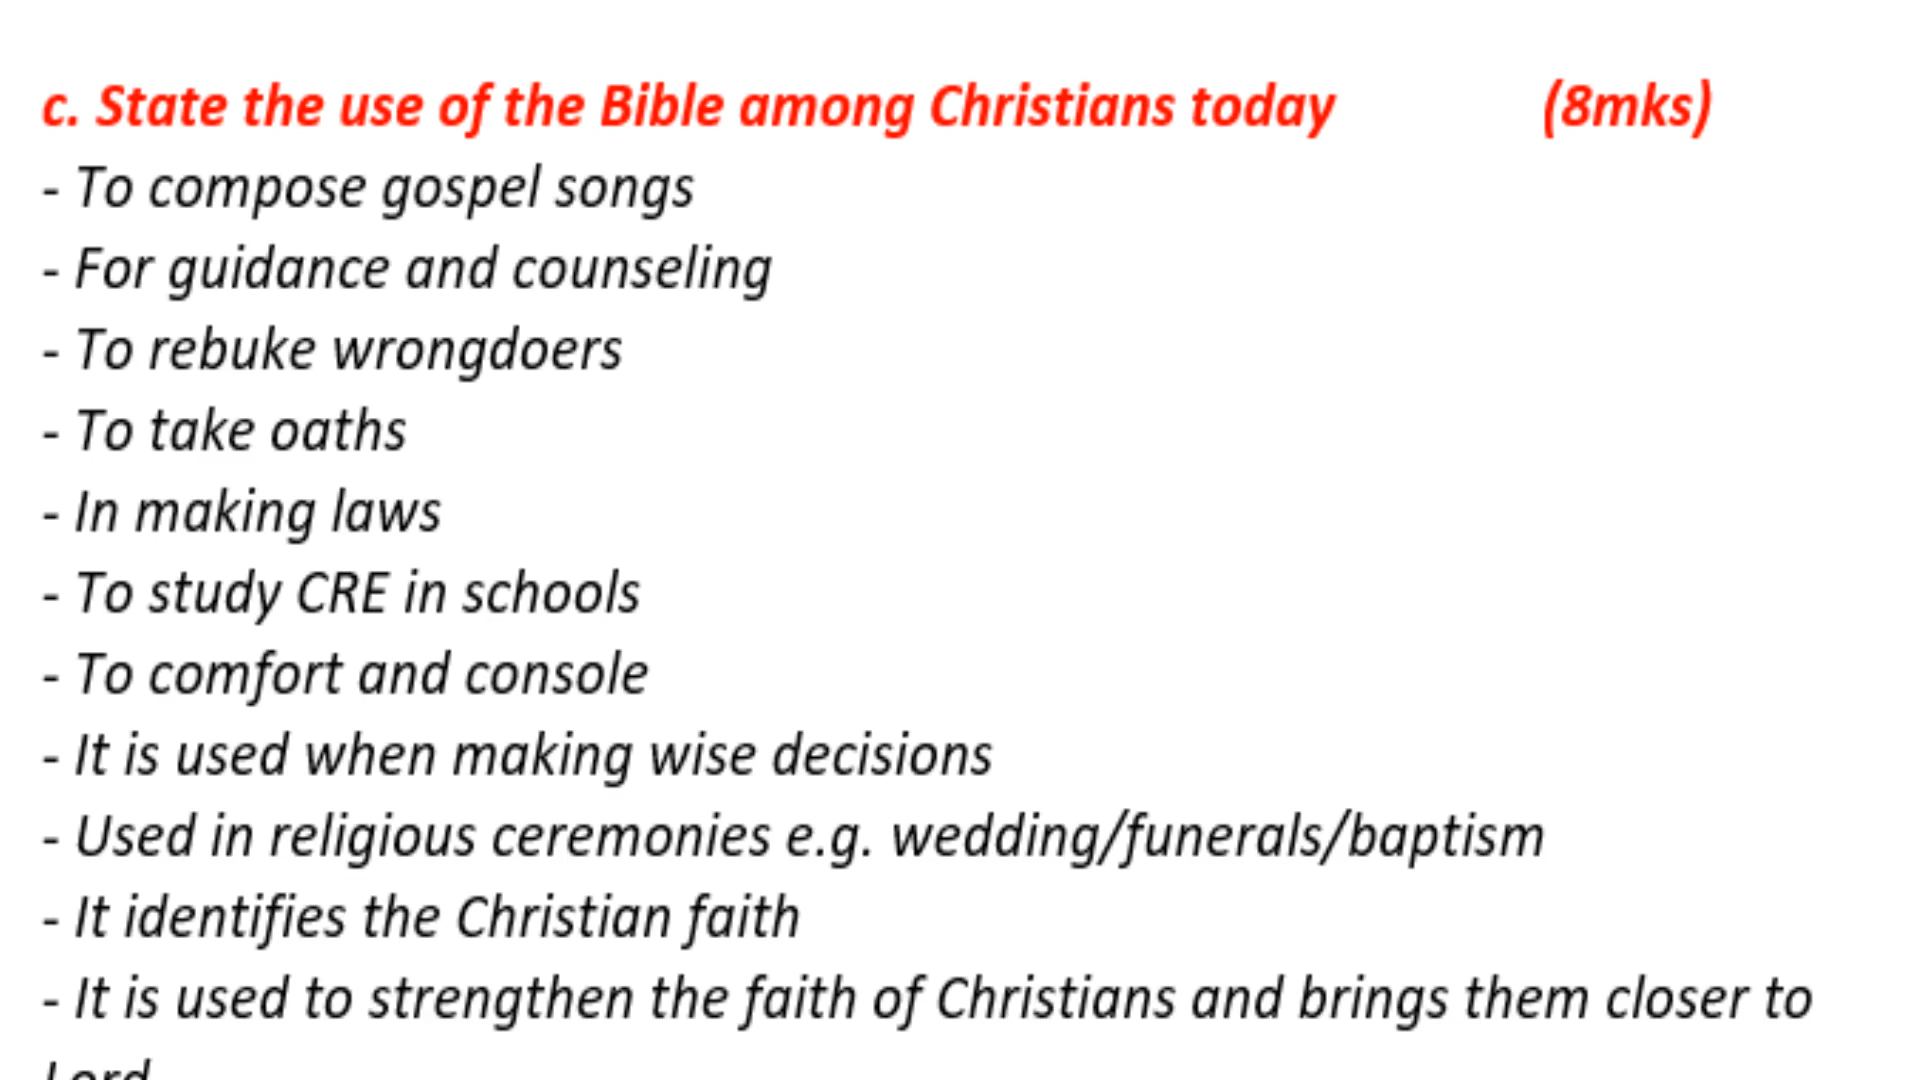 c. State the use of the Bible among Christians today (8mks)
- To compose gospel songs
- For guidance and counseling
- To rebuke wrongdoers
- To take oaths
- In making laws
- To study CRE in schools
- To comfort and console
- It is used when making wise decisions
- Used in religious ceremonies e.g. wedding/funerals/baptism
- It identifies the Christian faith
- It is used to strengthen the faith of Christians and brings them closer to
Lord